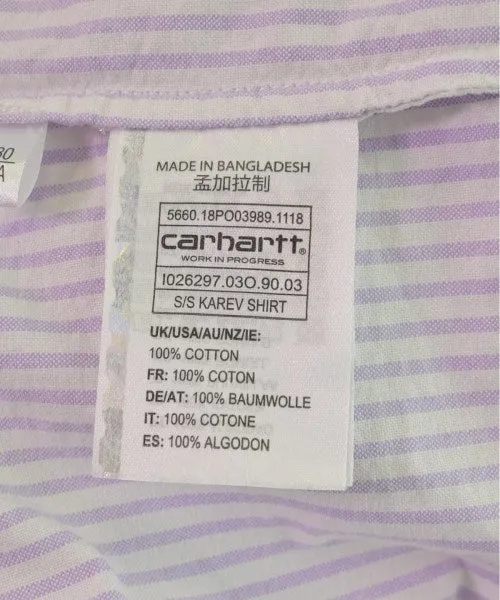 MADE IN BANGLADESH
孟加拉制
5660.18PO03989.1118
carhartt®
WORK IN PROGRESS
I026297.03O.90.03
S/S KAREV SHIRT
UK/USA/AU/NZ/IE:
100% COTTON
FR: 100% COTON
DE/AT: 100% BAUMWOLLE
IT: 100% COTONE
ES: 100% ALGODON